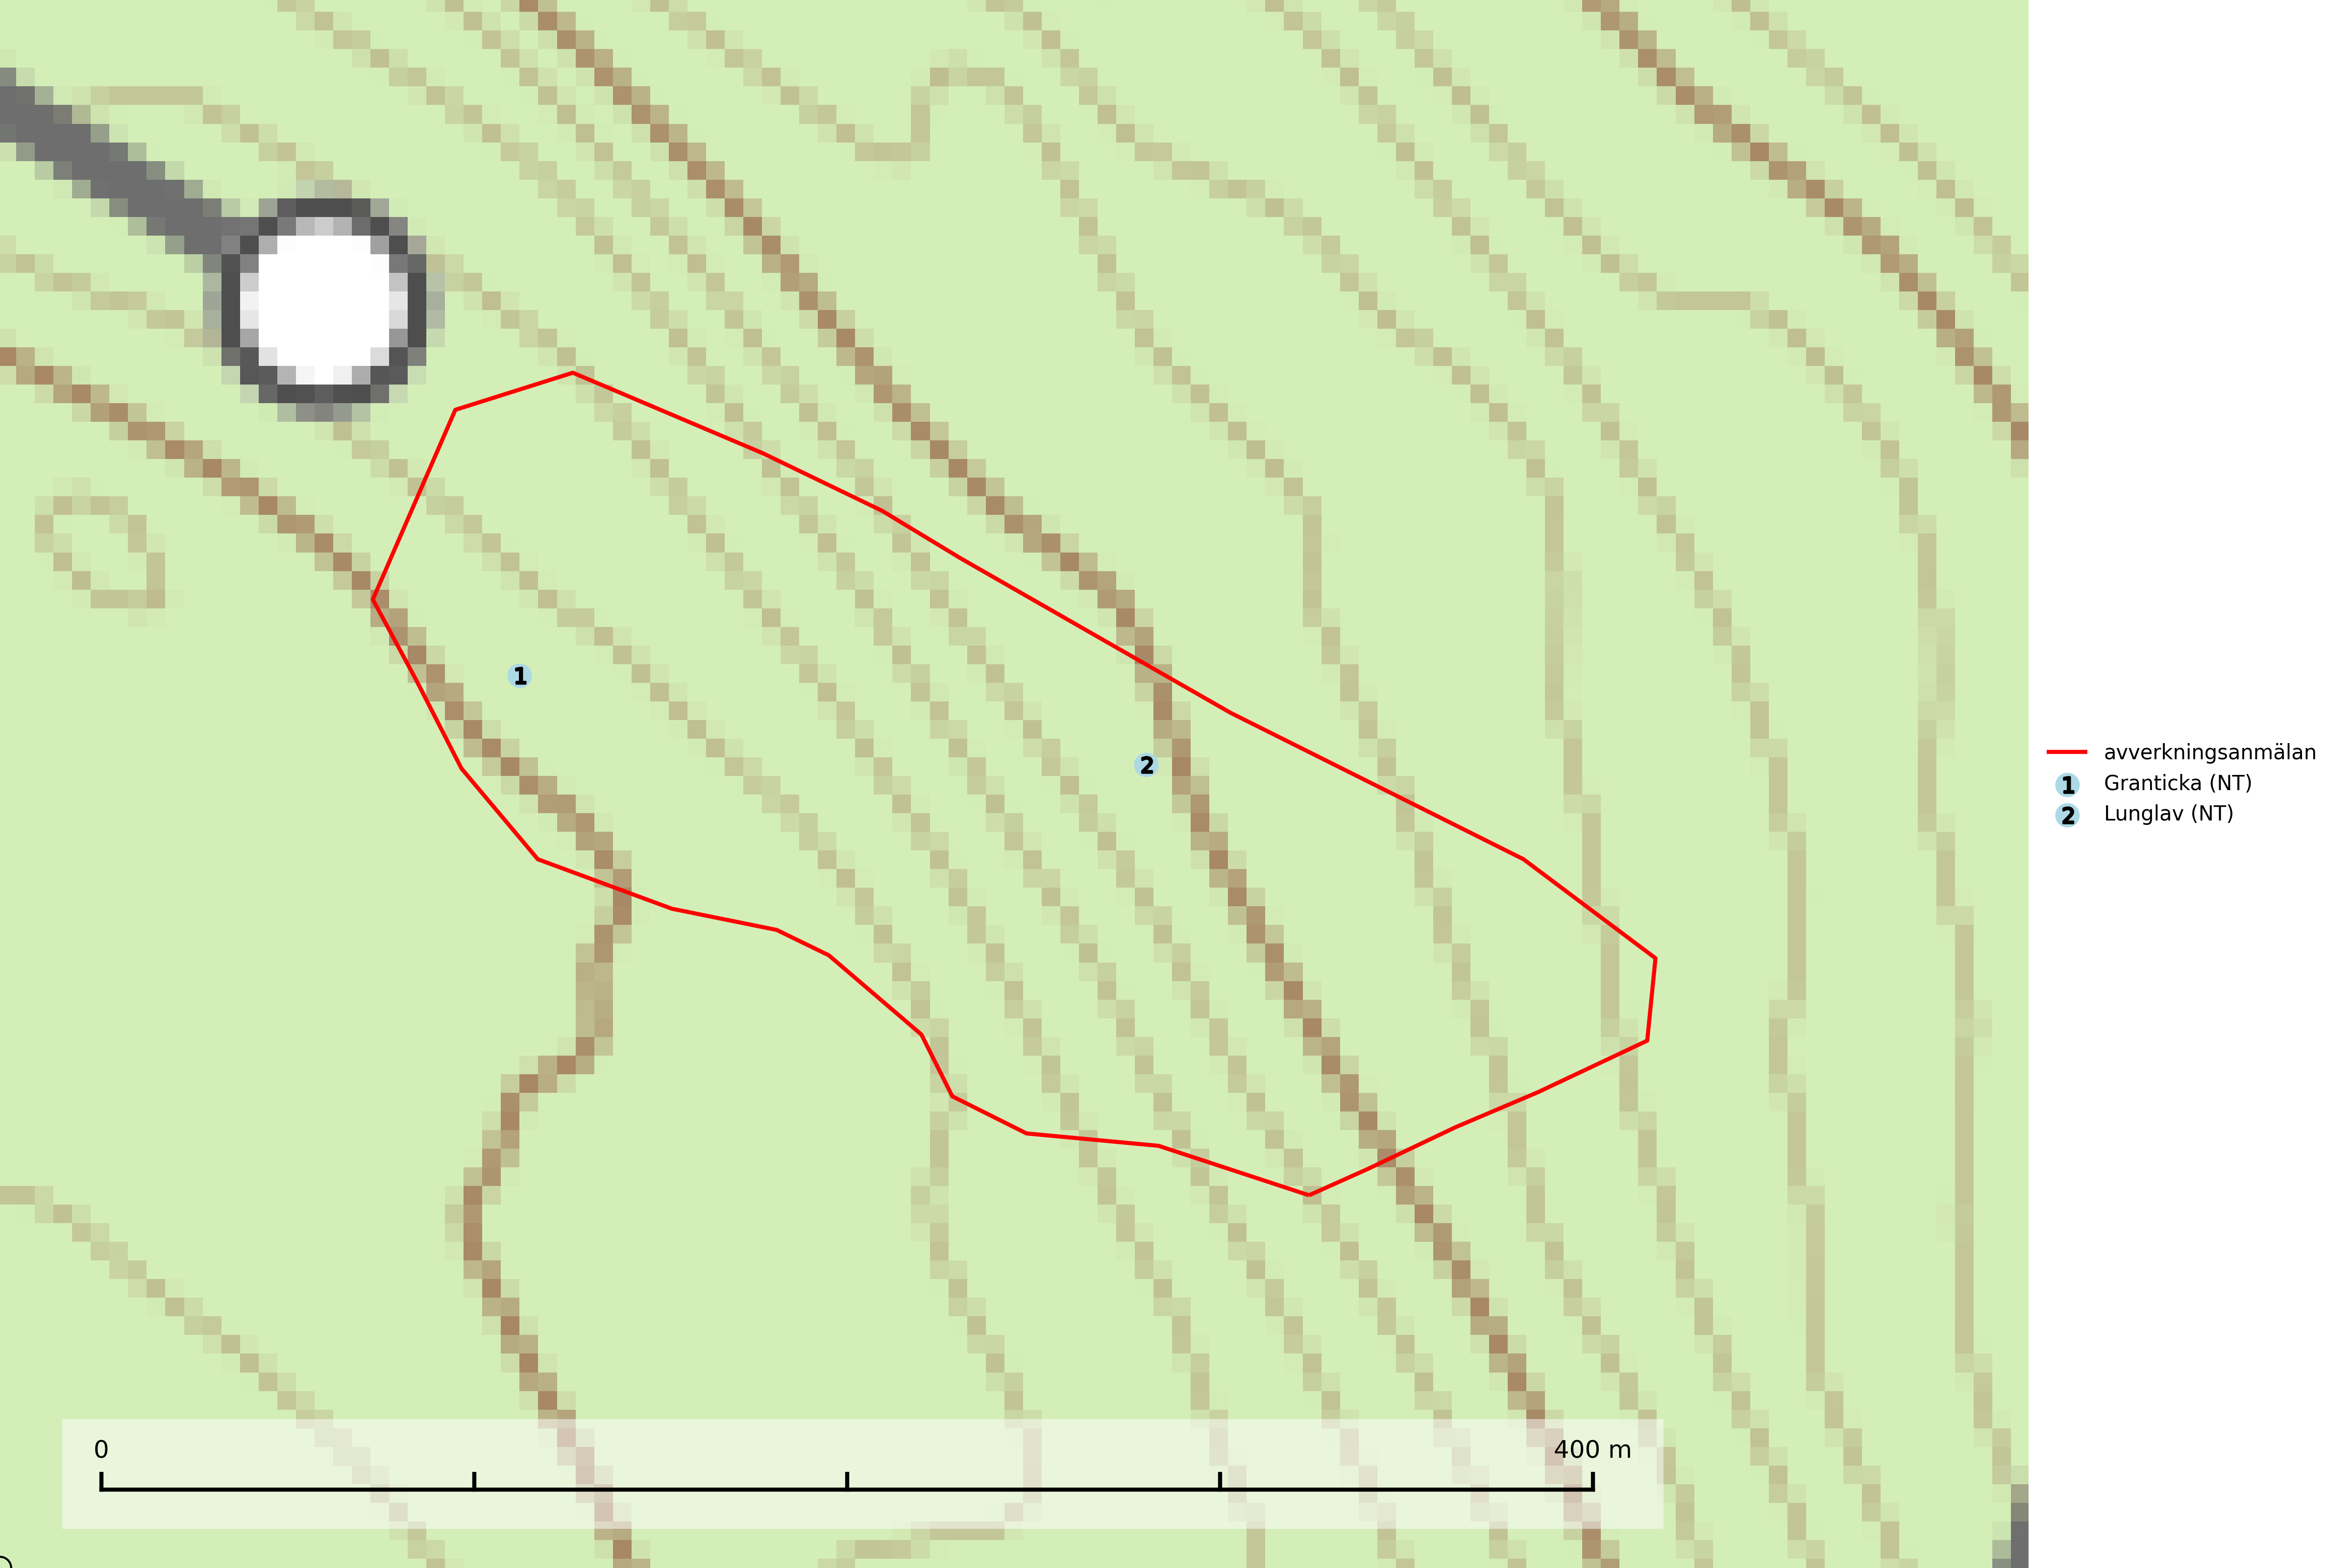 1
2
avverkningsanmälan
1 Granticka (NT)
2 Lunglav (NT)
0 400 m